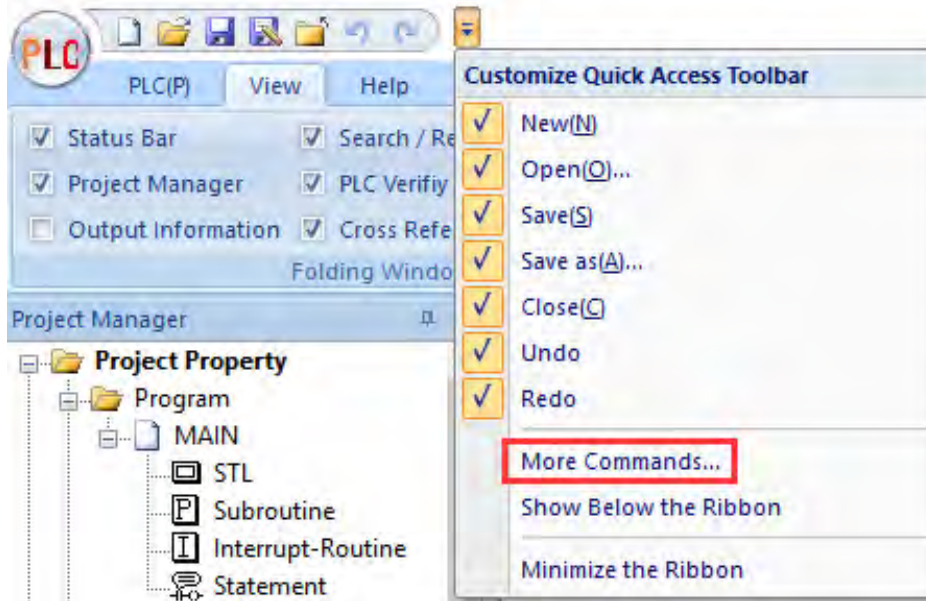 PLC
PLC(P) View Help
Status Bar Search / Re
Project Manager PLC Verifiy
Output Information Cross Refe
Folding Windo
Project Manager
Project Property
Program
MAIN
STL
P Subroutine
I Interrupt-Routine
Statement
Customize Quick Access Toolbar
New(N)
Open(O)...
Save(S)
Save as(A)...
Close(C)
Undo
Redo
More Commands...
Show Below the Ribbon
Minimize the Ribbon